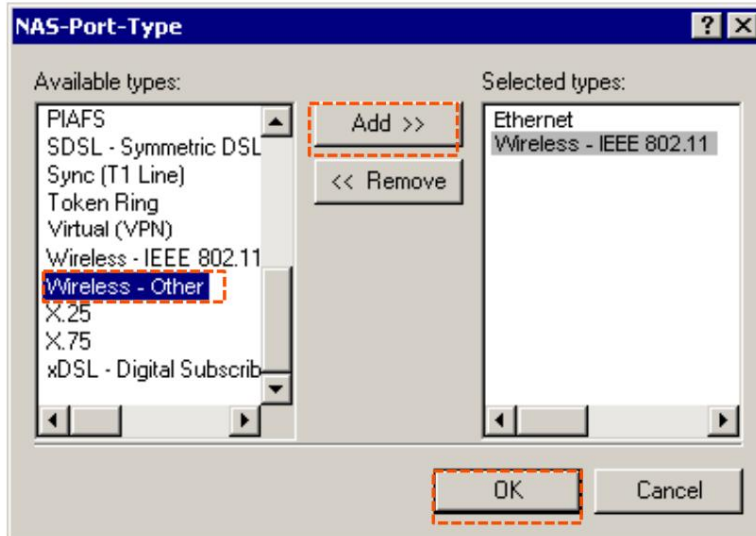 NAS-Port-Type
Available types:
PIAFS
SDSL - Symmetric DSL
Sync (T1 Line)
Token Ring
Virtual (VPN)
Wireless - IEEE 802.11
Wireless - Other
X.25
X.75
xDSL - Digital Subscrib
Add >>
<< Remove
Selected types:
Ethernet
Wireless - IEEE 802.11
OK
Cancel